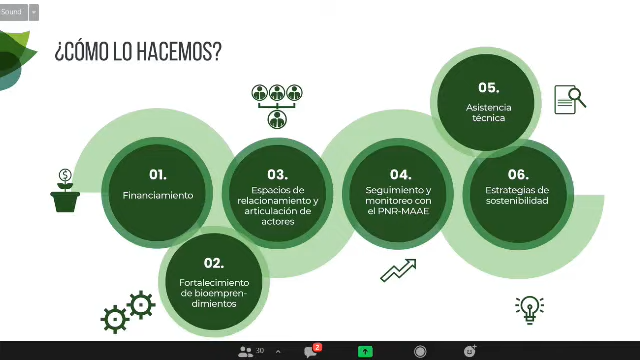 Sound
¿CÓMO LO HACEMOS?
01.
Financiamiento
02.
Fortalecimiento
de bioempren-
dimientos
03.
Espacios de
relacionamiento y
articulación de
actores
04.
Seguimiento y
monitoreo con
el PNR-MAAE
05.
Asistencia
técnica
06.
Estrategias de
sostenibilidad
$
30
2